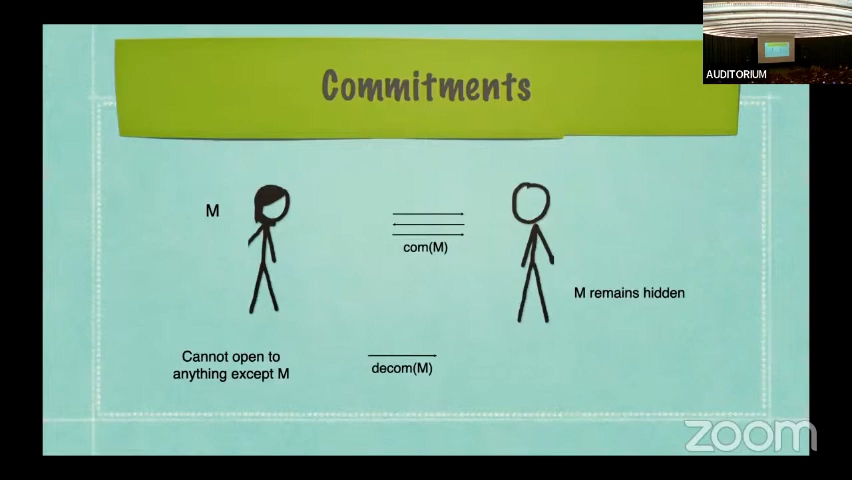 AUDITORIUM
Commitments
M
com(M)
M remains hidden
Cannot open to
anything except M
decom(M)
zoom